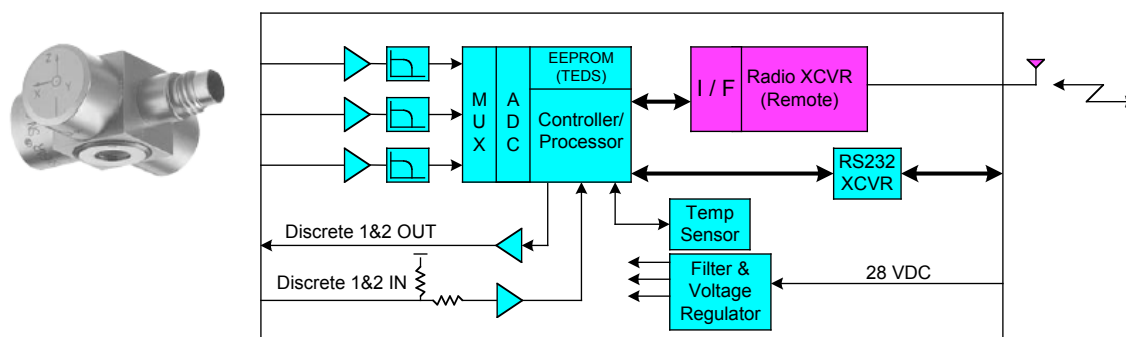 Z
X
Y
M
U
X
A
D
C
EEPROM
(TEDS)
Controller/
Processor
I / F
Radio XCVR
(Remote)
RS232
XCVR
Temp
Sensor
Discrete 1&2 OUT
Discrete 1&2 IN
Filter &
Voltage
Regulator
28 VDC